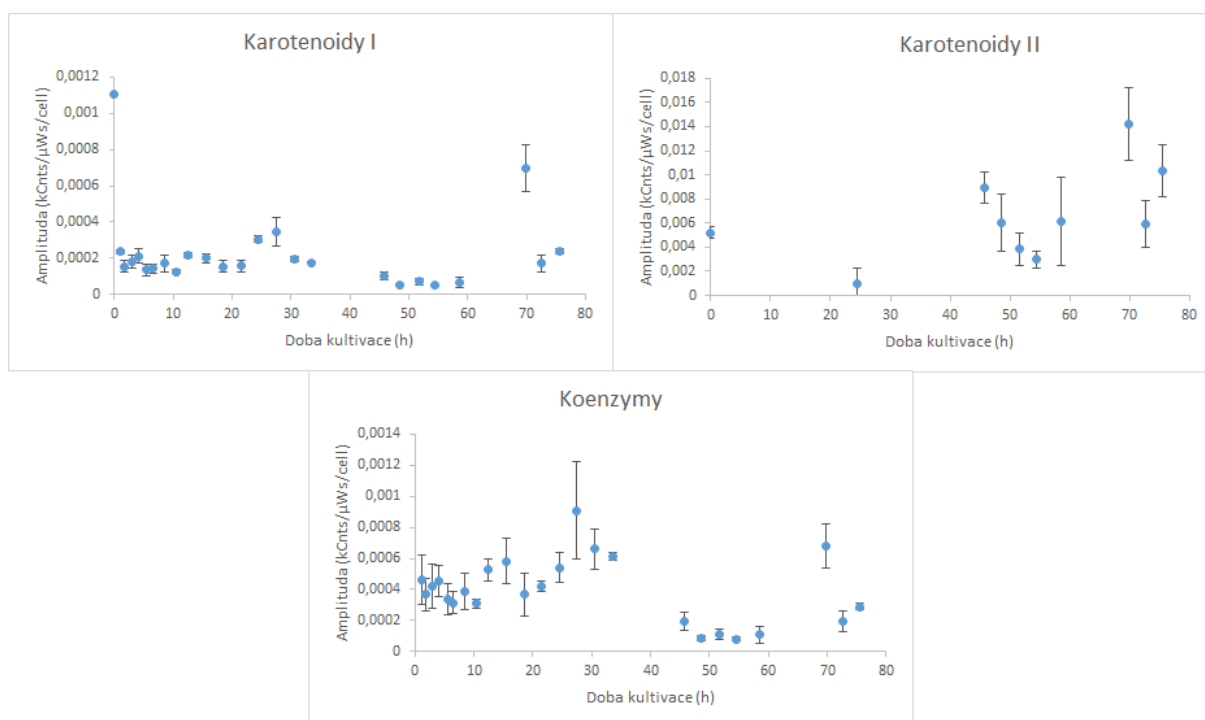 Karotenoidy I
Amplituda (kCnts/µWs/cell)
0,0012
0,001
0,0008
0,0006
0,0004
0,0002
0
0 10 20 30 40 50 60 70 80
Doba kultivace (h)
Karotenoidy II
Amplituda (kCnts/µWs/cell)
0,018
0,016
0,014
0,012
0,01
0,008
0,006
0,004
0,002
0
0 10 20 30 40 50 60 70 80
Doba kultivace (h)
Koenzymy
Amplituda (kCnts/µWs/cell)
0,0014
0,0012
0,001
0,0008
0,0006
0,0004
0,0002
0
0 10 20 30 40 50 60 70 80
Doba kultivace (h)